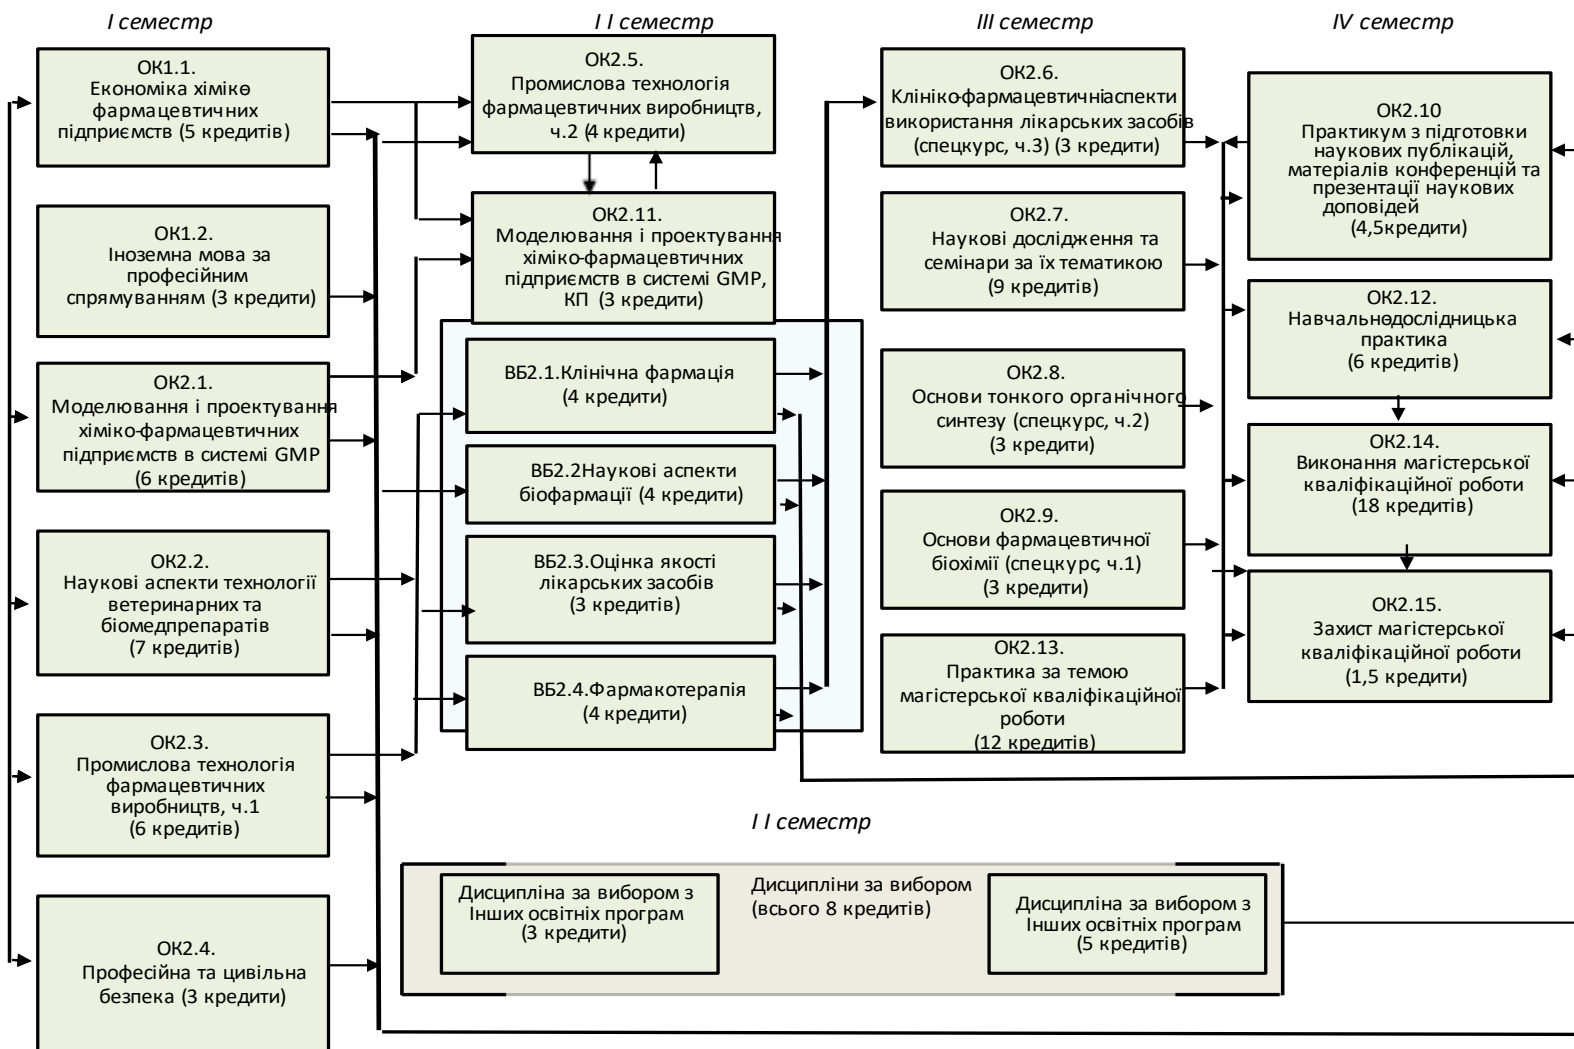 I семестр
ОК1.1.
Економіка хіміко
фармацевтичних
підприємств (5 кредитів)
ОК1.2.
Іноземна мова за
професійним
спрямуванням (3 кредити)
ОК2.1.
Моделювання і проектування
хіміко-фармацевтичних
підприємств в системі GMP
(6 кредитів)
ОК2.2.
Наукові аспекти технології
ветеринарних та
біомедпрепаратів
(7 кредитів)
ОК2.3.
Промислова технологія
фармацевтичних
виробництв, ч.1
(6 кредитів)
ОК2.4.
Професійна та цивільна
безпека (3 кредити)
I I семестр
ОК2.5.
Промислова технологія
фармацевтичних виробництв,
ч.2 (4 кредити)
ОК2.11.
Моделювання і проектування
хіміко-фармацевтичних
підприємств в системі GMP,
КП (3 кредити)
ВБ2.1.Клінічна фармація
(4 кредити)
ВБ2.2Наукові аспекти
біофармації (4 кредити)
ВБ2.3.Оцінка якості
лікарських засобів
(3 кредитів)
ВБ2.4.Фармакотерапія
(4 кредити)
III семестр
ОК2.6.
Клініко-фармацевтичніаспекти
використання лікарських засобів
(спецкурс, ч.3) (3 кредити)
ОК2.7.
Наукові дослідження та
семінари за їх тематикою
(9 кредитів)
ОК2.8.
Основи тонкого органічного
синтезу (спецкурс, ч.2)
(3 кредити)
ОК2.9.
Основи фармацевтичної
біохімії (спецкурс, ч.1)
(3 кредити)
ОК2.13.
Практика за темою
магістерської кваліфікаційної
роботи
(12 кредитів)
IV семестр
ОК2.10
Практикум з підготовки
наукових публікацій,
матеріалів конференцій та
презентації наукових
доповідей
(4,5кредити)
ОК2.12.
Навчальнодослідницька
практика
(6 кредитів)
ОК2.14.
Виконання магістерської
кваліфікаційної роботи
(18 кредитів)
ОК2.15.
Захист магістерської
кваліфікаційної роботи
(1,5 кредити)
I I семестр
Дисципліна за вибором з
Інших освітніх програм
(3 кредити)
Дисципліни за вибором
(всього 8 кредитів)
Дисципліна за вибором з
Інших освітніх програм
(5 кредитів)